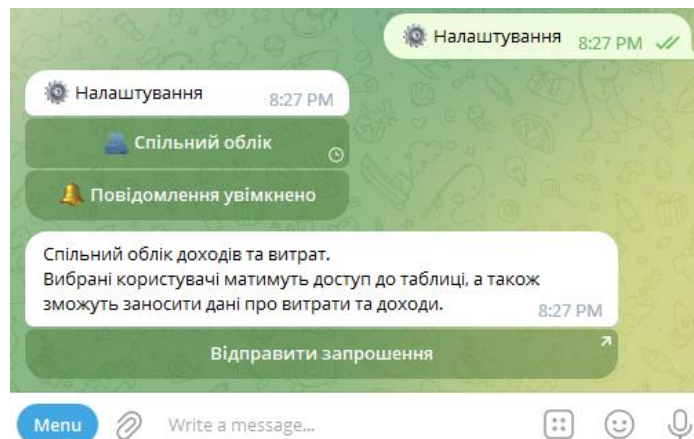 ⚙️ Налаштування 8:27 PM
⚙️ Налаштування 8:27 PM
👥 Спільний облік
🔔 Повідомлення увімкнено
Спільний облік доходів та витрат.
Вибрані користувачі матимуть доступ до таблиці, а також
зможуть заносити дані про витрати та доходи. 8:27 PM
Відправити запрошення
Menu Write a message...